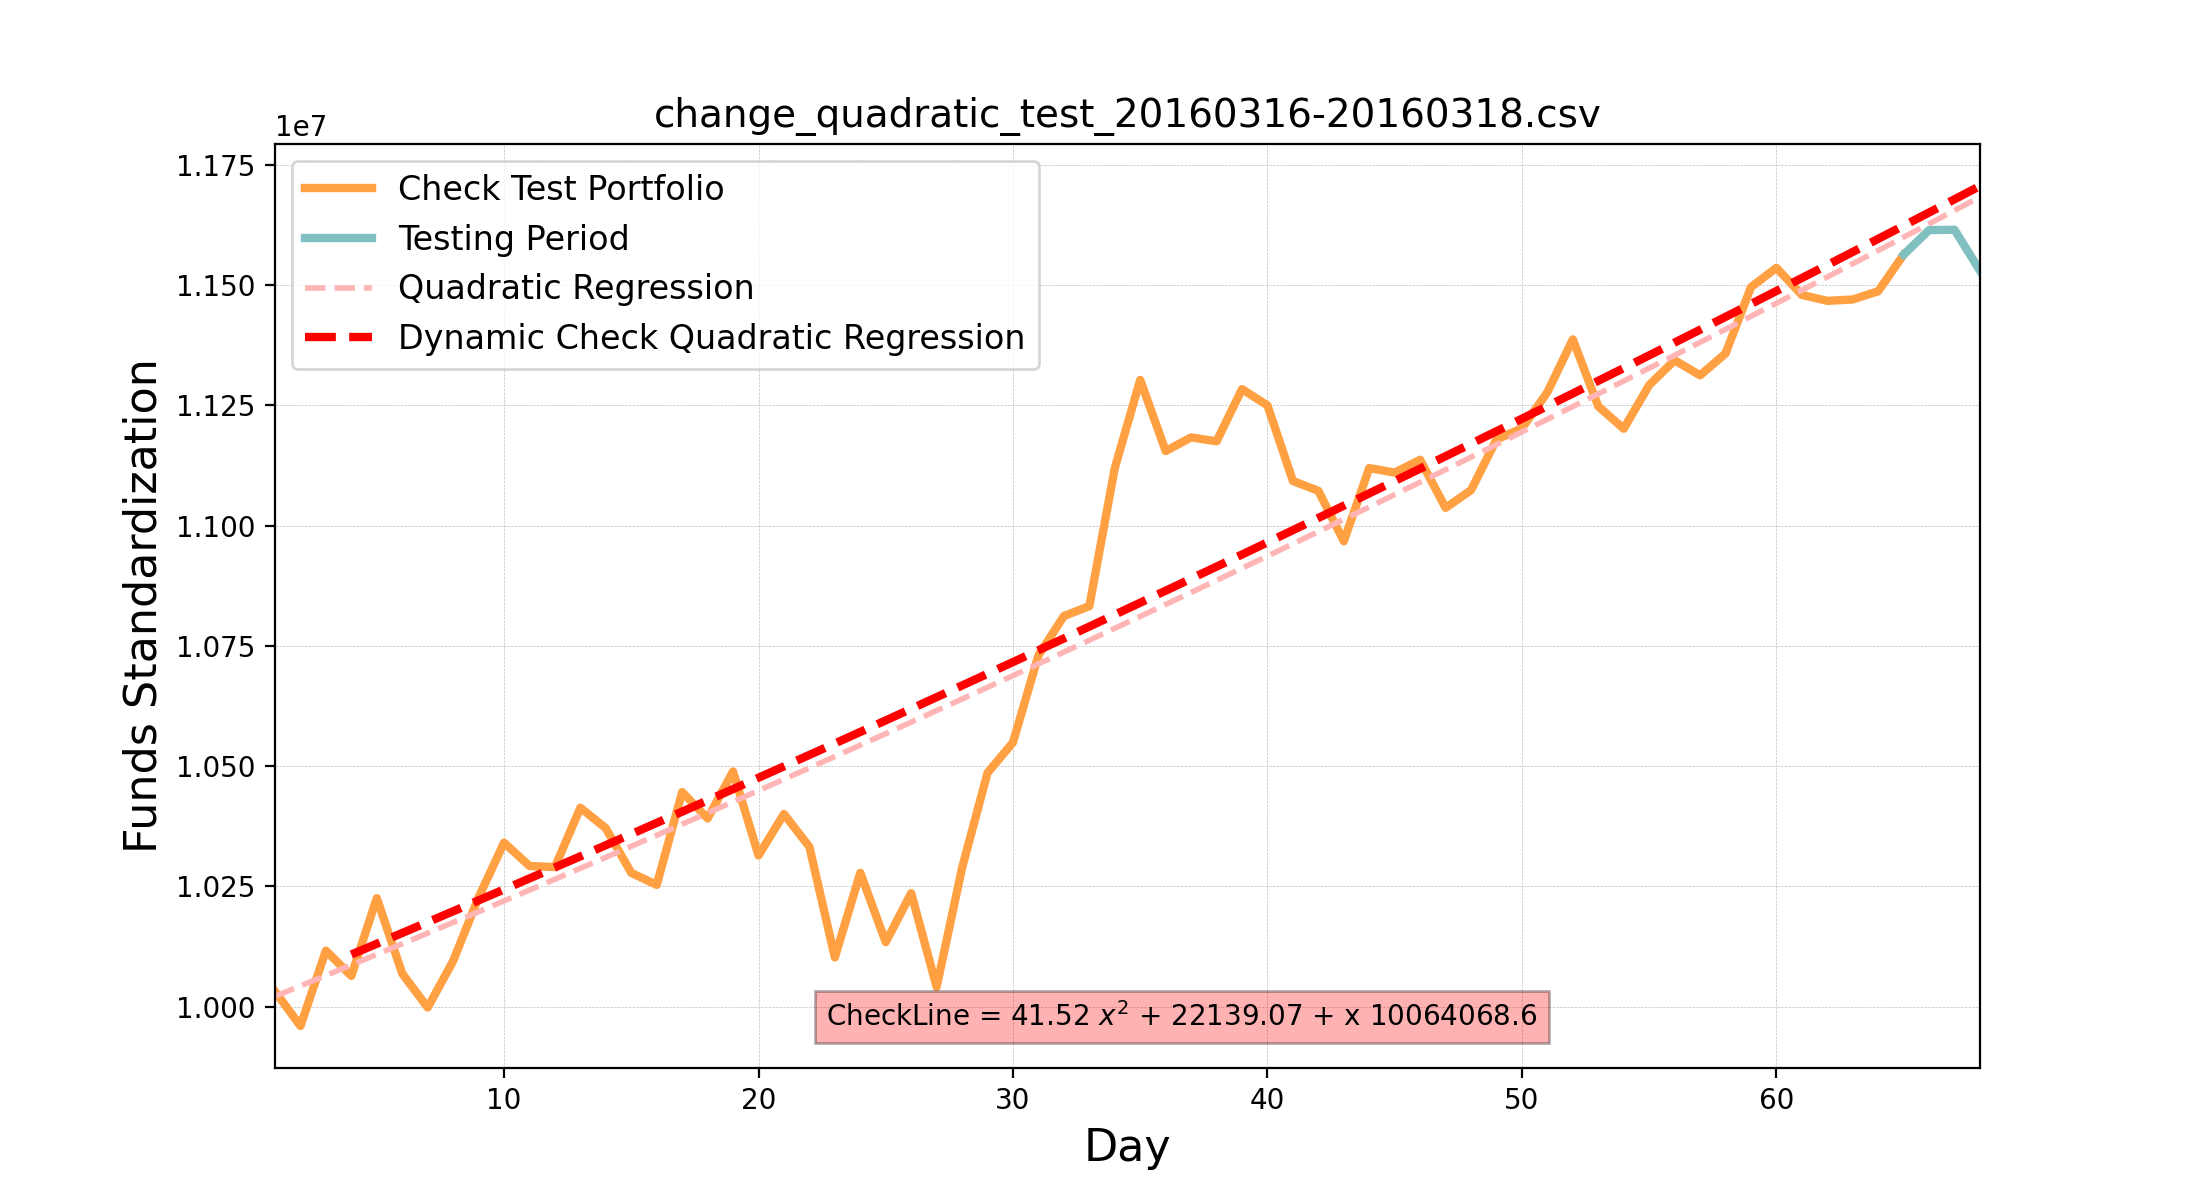 change_quadratic_test_20160316-20160318.csv
1e7
1.175
1.150
1.125
1.100
1.075
1.050
1.025
1.000
Funds Standardization
Check Test Portfolio
Testing Period
Quadratic Regression
Dynamic Check Quadratic Regression
CheckLine = 41.52 x² + 22139.07 + x 10064068.6
10 20 30 40 50 60
Day